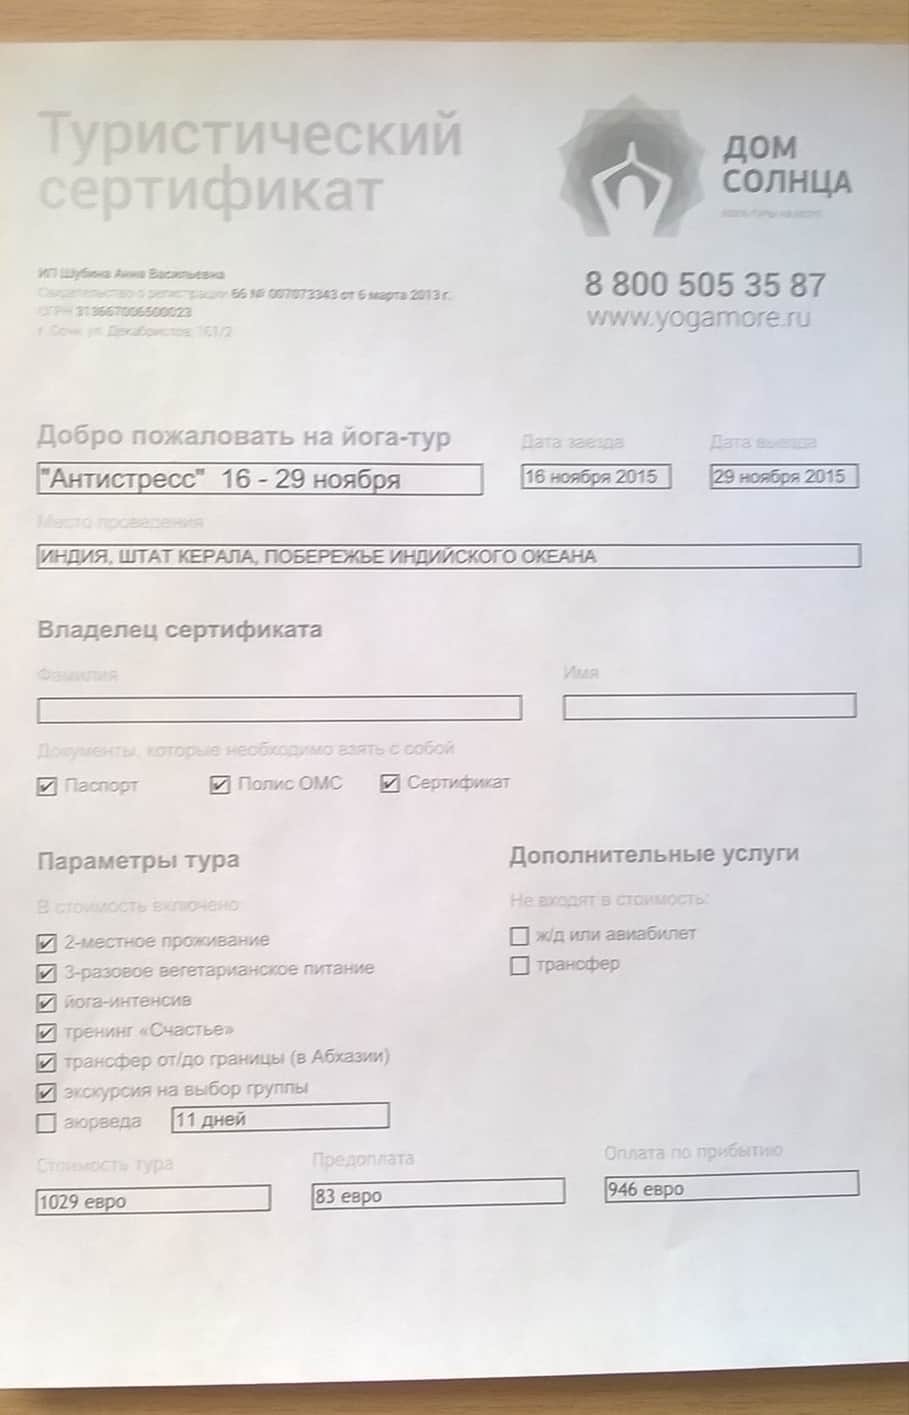 Туристический
сертификат
ДОМ
СОЛНЦА
ИП Шубина Анна Васильевна
Свидетельство о регистрации 66 № 007073343 от 6 марта 2013 г.
ОГРН 313667006500023
г. Сочи, ул. Декабристов, 161/2
8 800 505 35 87
www.yogamore.ru
Добро пожаловать на йога-тур
"Антистресс" 16 - 29 ноября
Дата заезда
16 ноября 2015
Дата выезда
29 ноября 2015
Место проведения
ИНДИЯ, ШТАТ КЕРАЛА, ПОБЕРЕЖЬЕ ИНДИЙСКОГО ОКЕАНА
Владелец сертификата
Фамилия
Имя
Документы, которые необходимо взять с собой
Паспорт
Полис ОМС
Сертификат
Параметры тура
В стоимость включено:
2-местное проживание
3-разовое вегетарианское питание
йога-интенсив
тренинг «Счастье»
трансфер от/до границы (в Абхазии)
экскурсия на выбор группы
аюрведа
11 дней
Дополнительные услуги
Не входят в стоимость:
ж/д или авиабилет
трансфер
Стоимость тура
1029 евро
Предоплата
83 евро
Оплата по прибытию
946 евро